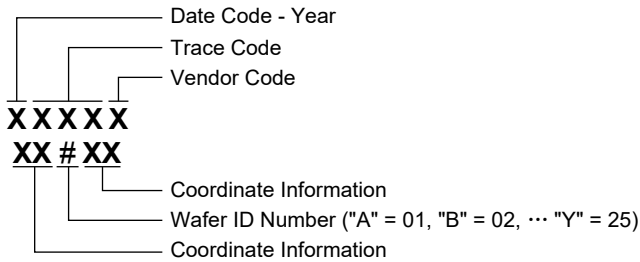 Date Code - Year
Trace Code
Vendor Code
X X X X X
XX # XX
Coordinate Information
Wafer ID Number ("A" = 01, "B" = 02, ⋯ "Y" = 25)
Coordinate Information